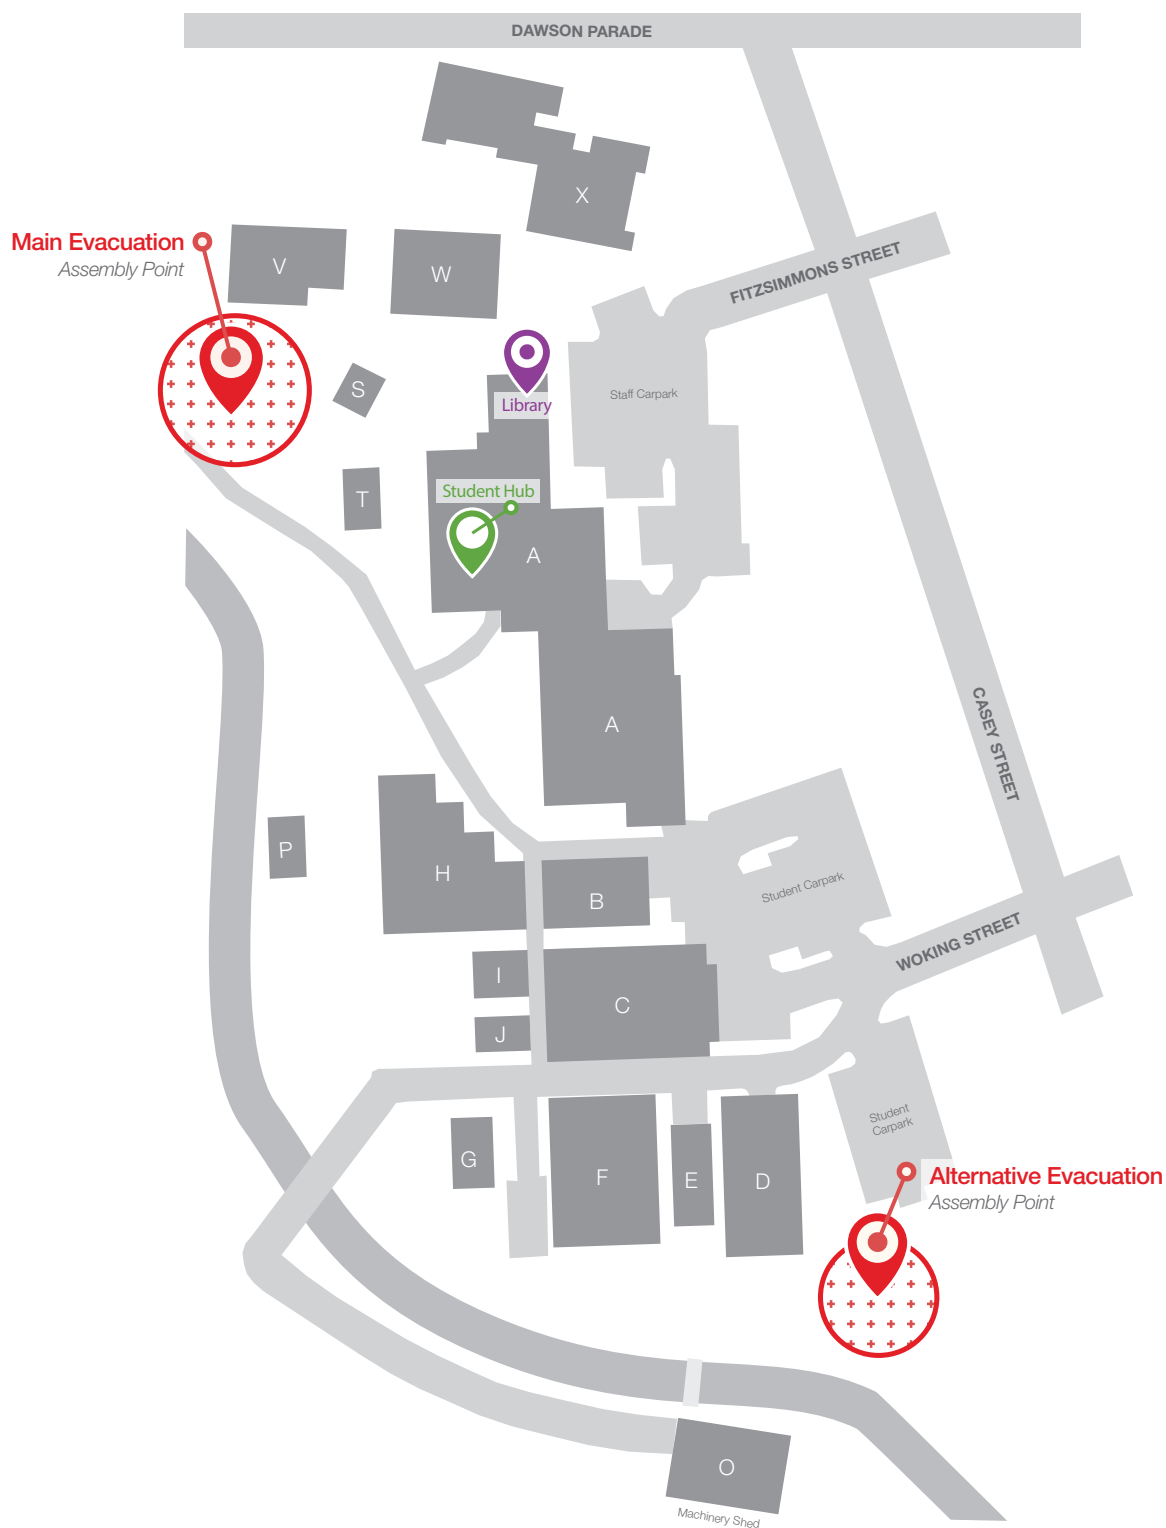 DAWSON PARADE
X
Main Evacuation
Assembly Point
V
W
FITZSIMMONS STREET
Staff Carpark
S
Library
Student Hub
T
A
CASEY STREET
A
P
H
B
Student Carpark
WOKING STREET
I
C
J
Student
Carpark
G
F
E
D
Alternative Evacuation
Assembly Point
O
Machinery Shed